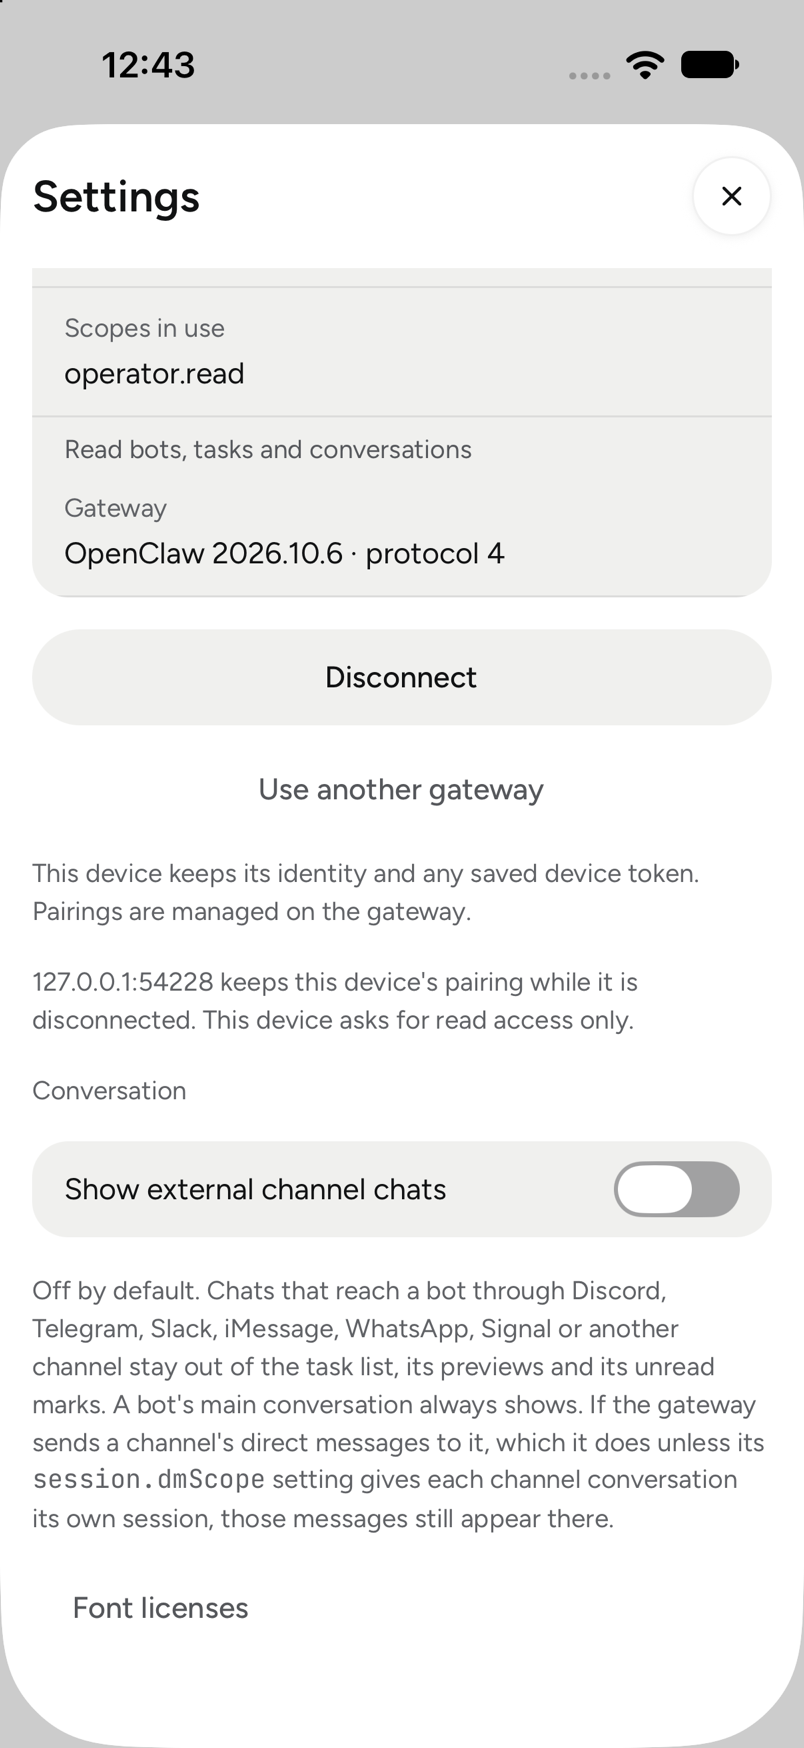 12:43
Settings
Scopes in use
operator.read
Read bots, tasks and conversations
Gateway
OpenClaw 2026.10.6 · protocol 4
Disconnect
Use another gateway
This device keeps its identity and any saved device token.
Pairings are managed on the gateway.
127.0.0.1:54228 keeps this device's pairing while it is
disconnected. This device asks for read access only.
Conversation
Show external channel chats
Off by default. Chats that reach a bot through Discord,
Telegram, Slack, iMessage, WhatsApp, Signal or another
channel stay out of the task list, its previews and its unread
marks. A bot's main conversation always shows. If the gateway
sends a channel's direct messages to it, which it does unless its
session.dmScope setting gives each channel conversation
its own session, those messages still appear there.
Font licenses